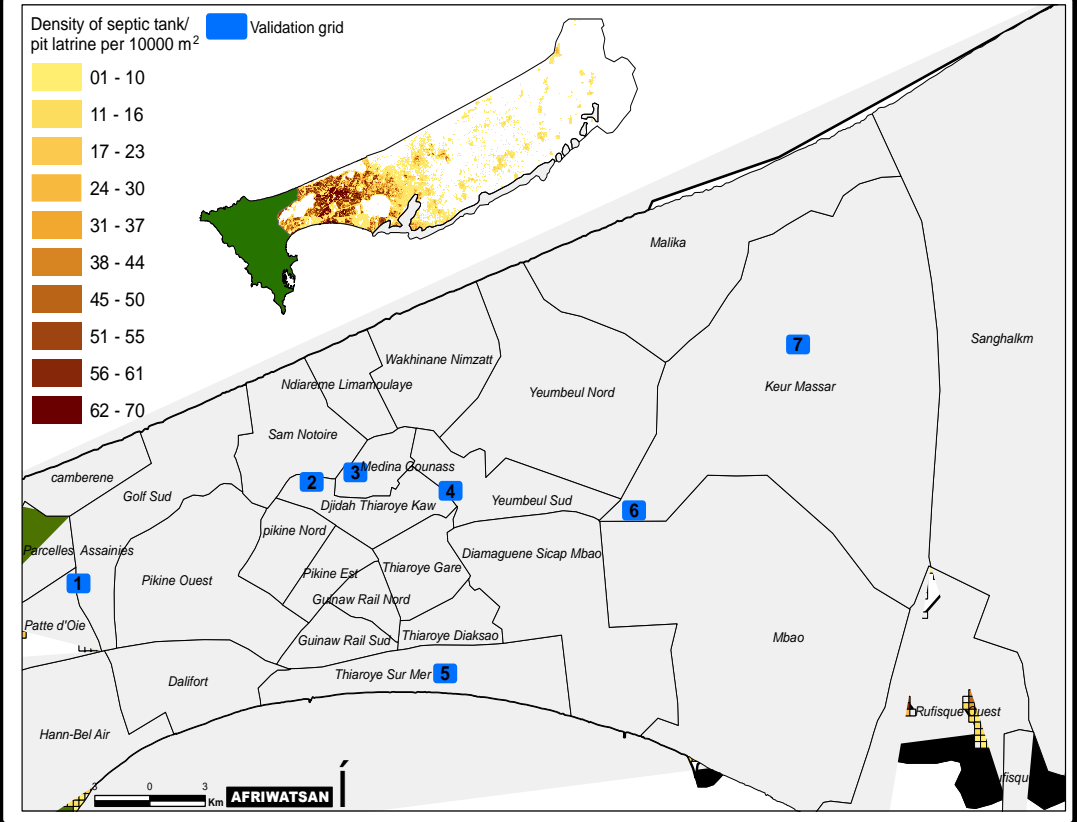 Density of septic tank/
pit latrine per 10000 m²
Validation grid
01 - 10
11 - 16
17 - 23
24 - 30
31 - 37
38 - 44
45 - 50
51 - 55
56 - 61
62 - 70
Malika
7
Sanghalkm
Keur Massar
Wakhinane Nimzatt
Ndiareme Limamoulaye
Yeumbeul Nord
Sam Notoire
3
Medina Gounass
camberene
2
4
Golf Sud
Djidah Thiaroye Kaw
Yeumbeul Sud
6
pikine Nord
Parcelles Assainies
Diamaguene Sicap Mbao
1
Pikine Ouest
Pikine Est
Thiaroye Gare
Guinaw Rail Nord
Patte d'Oie
Guinaw Rail Sud
Thiaroye Diaksao
Mbao
Dalifort
Thiaroye Sur Mer
5
Rufisque Ouest
Hann-Bel Air
fisqu
3 0 3
Km
AFRIWATSAN
Í